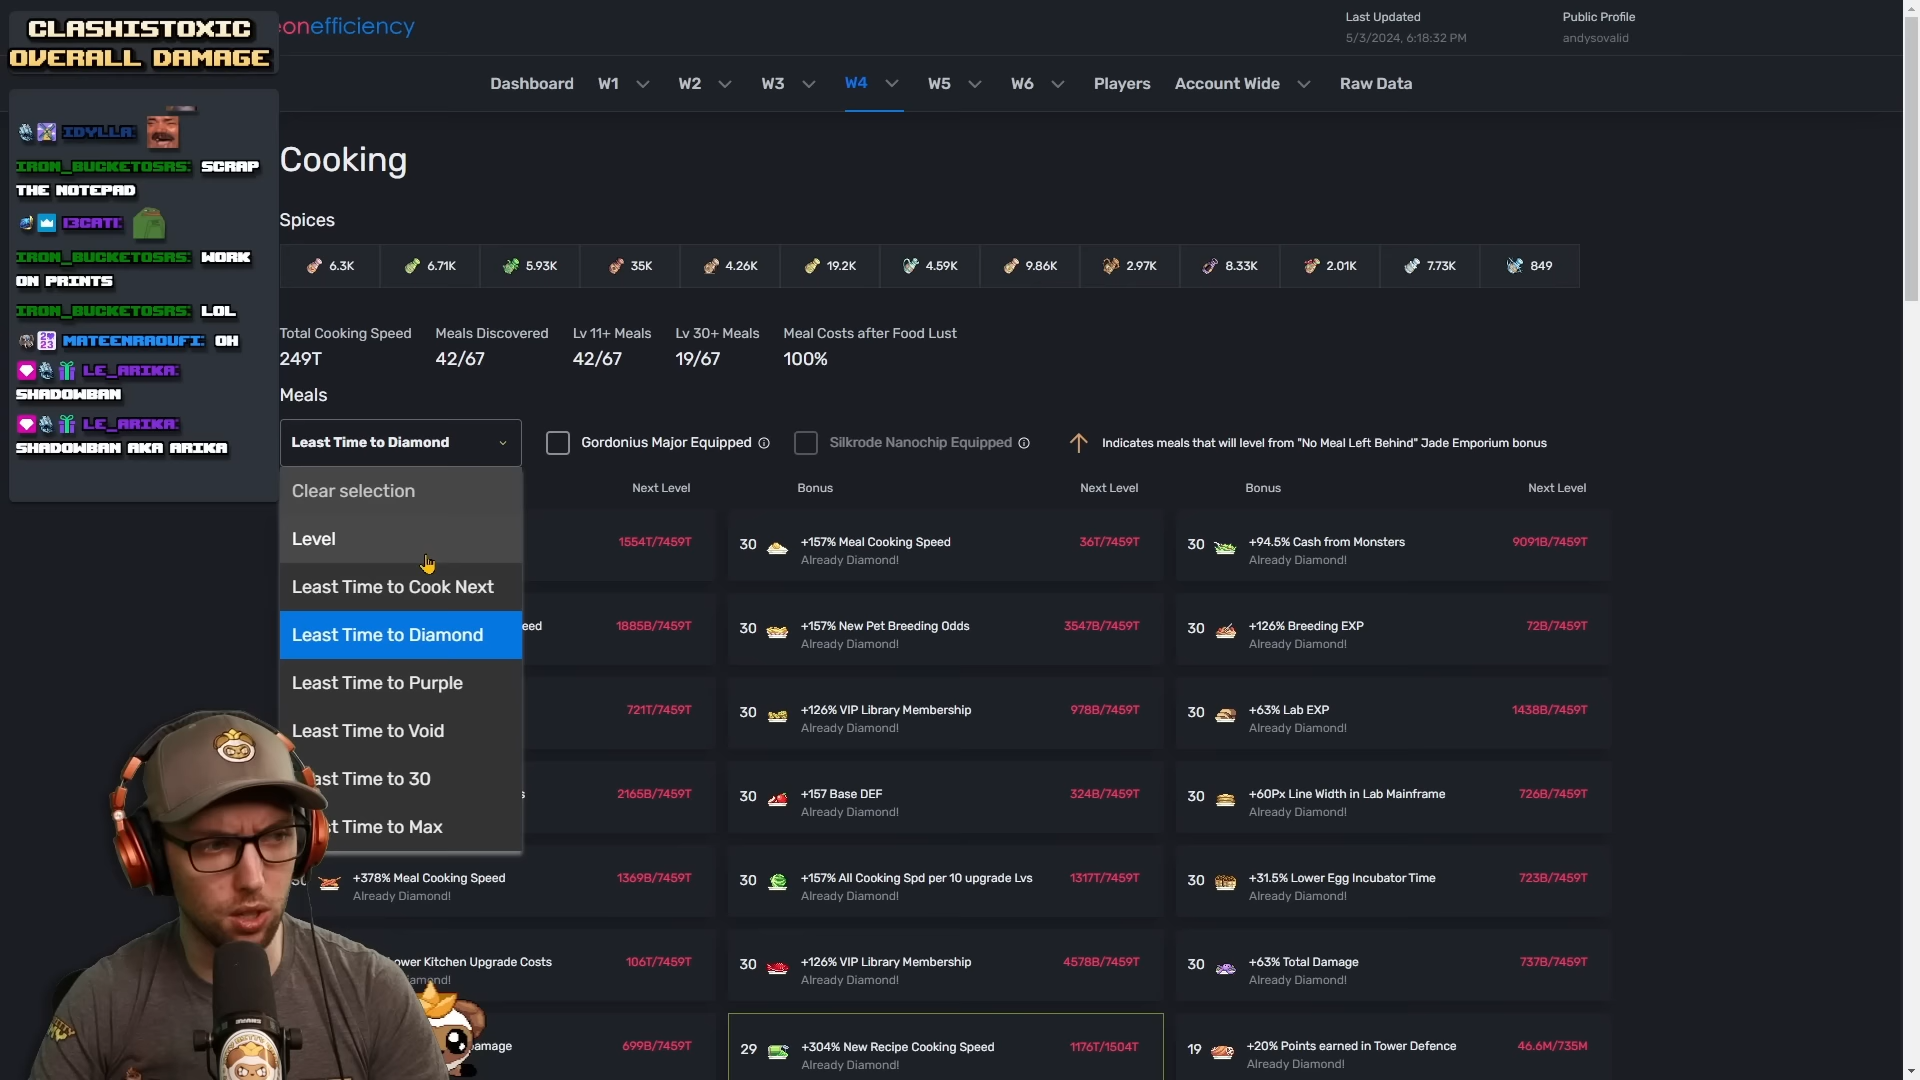 CLASHISTOXIC
OVERALL DAMAGE
onefficiency
Last Updated
5/3/2024, 6:18:32 PM
Public Profile
andysovalid
Dashboard W1 W2 W3 W4 W5 W6 Players Account Wide Raw Data
IDYLLA:
IRON_BUCKETOSRS: SCRAP
THE NOTEPAD
I3CATI:
IRON_BUCKETOSRS: WORK
ON PRINTS
IRON_BUCKETOSRS: LOL
MATEENRAOUFI: OH
LE_ARIKA:
SHADOWBAN
LE_ARIKA:
SHADOWBAN AKA ARIKA
Cooking
Spices
6.3K 6.71K 5.93K 35K 4.26K 19.2K 4.59K 9.86K 2.97K 8.33K 2.01K 7.73K 849
Total Cooking Speed Meals Discovered Lv 11+ Meals Lv 30+ Meals Meal Costs after Food Lust
249T 42/67 42/67 19/67 100%
Meals
Least Time to Diamond
Gordonius Major Equipped
Silkrode Nanochip Equipped
Indicates meals that will level from "No Meal Left Behind" Jade Emporium bonus
Clear selection
Level
Least Time to Cook Next
Least Time to Diamond
Least Time to Purple
Least Time to Void
ast Time to 30
st Time to Max
Next Level Bonus Next Level Bonus Next Level
1554T/7459T 30 +157% Meal Cooking Speed 36T/7459T 30 +94.5% Cash from Monsters 9091B/7459T
Already Diamond! Already Diamond!
eed 1885B/7459T 30 +157% New Pet Breeding Odds 3547B/7459T 30 +126% Breeding EXP 72B/7459T
Already Diamond! Already Diamond!
721T/7459T 30 +126% VIP Library Membership 978B/7459T 30 +63% Lab EXP 1438B/7459T
Already Diamond! Already Diamond!
s 2165B/7459T 30 +157 Base DEF 324B/7459T 30 +60Px Line Width in Lab Mainframe 726B/7459T
Already Diamond! Already Diamond!
+378% Meal Cooking Speed 1369B/7459T 30 +157% All Cooking Spd per 10 upgrade Lvs 1317T/7459T 30 +31.5% Lower Egg Incubator Time 723B/7459T
Already Diamond! Already Diamond! Already Diamond!
ower Kitchen Upgrade Costs 106T/7459T 30 +126% VIP Library Membership 4578B/7459T 30 +63% Total Damage 737B/7459T
amond! Already Diamond! Already Diamond!
amage 699B/7459T 29 +304% New Recipe Cooking Speed 1176T/1504T 19 +20% Points earned in Tower Defence 46.6M/735M
Already Diamond! Already Diamond!